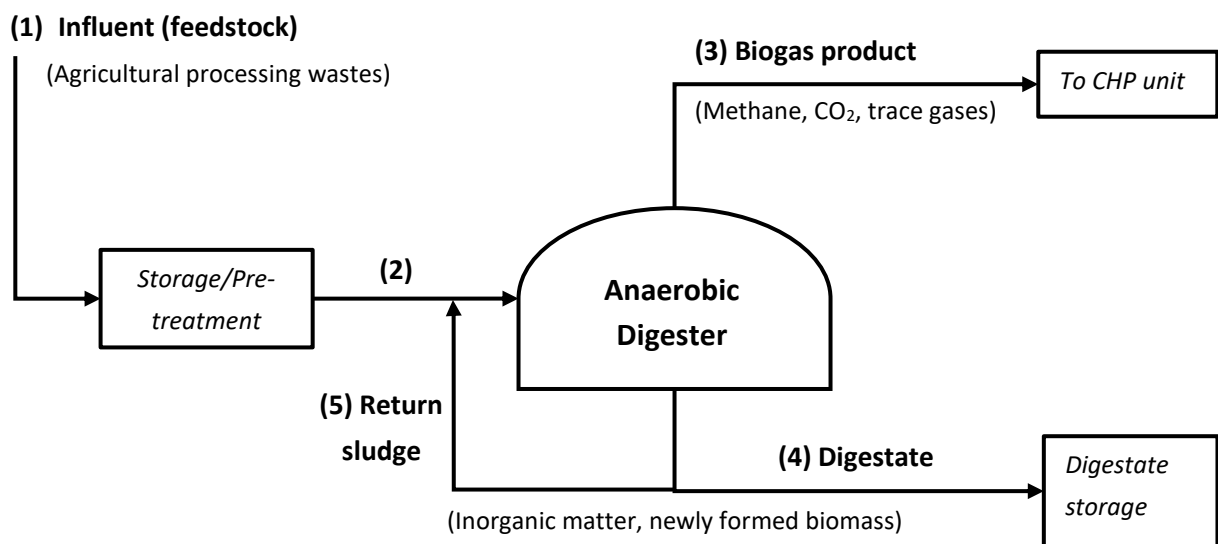 (1) Influent (feedstock)
(Agricultural processing wastes)
(3) Biogas product
(Methane, CO₂, trace gases)
To CHP unit
Storage/Pre-
treatment
(2)
Anaerobic
Digester
(5) Return
sludge
(4) Digestate
(Inorganic matter, newly formed biomass)
Digestate
storage